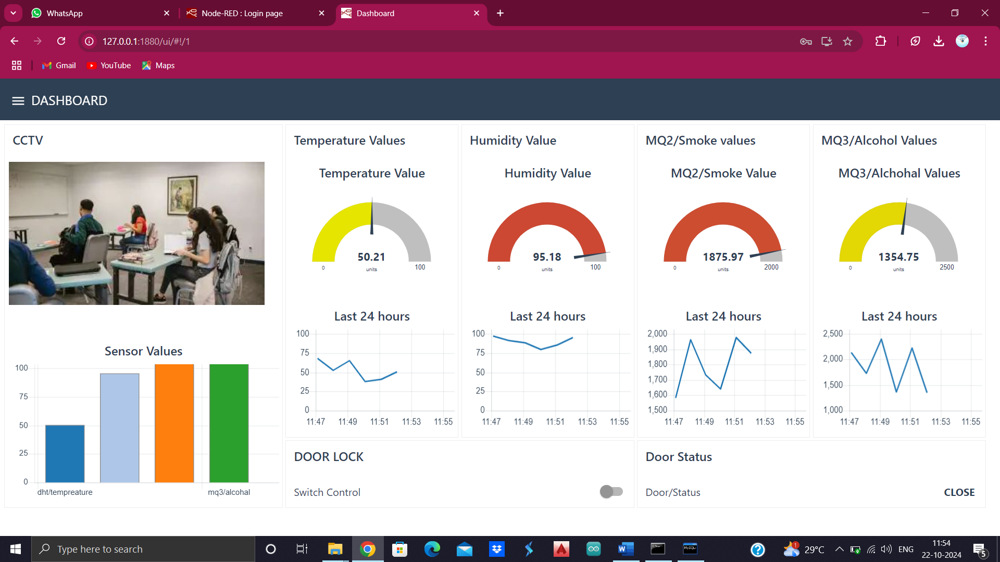 WhatsApp
Node-RED : Login page
Dashboard
127.0.0.1:1880/ui/#!/1
Gmail
YouTube
Maps
DASHBOARD
CCTV
Sensor Values
100
75
50
25
0
dht/tempreature
mq3/alcohal
Temperature Values
Temperature Value
50.21
units
0
100
Last 24 hours
100
75
50
25
0
11:47 11:49 11:51 11:53 11:55
Humidity Value
Humidity Value
95.18
units
0
100
Last 24 hours
100
75
50
25
0
11:47 11:49 11:51 11:53 11:55
MQ2/Smoke values
MQ2/Smoke Value
1875.97
units
0
2000
Last 24 hours
2,000
1,900
1,800
1,700
1,600
1,500
11:47 11:49 11:51 11:53 11:55
MQ3/Alcohol Values
MQ3/Alchohal Values
1354.75
units
0
2500
Last 24 hours
2,500
2,000
1,500
1,000
11:47 11:49 11:51 11:53 11:55
DOOR LOCK
Switch Control
Door Status
Door/Status
CLOSE
Type here to search
W
MySQL
1
29°C
ENG
11:54
22-10-2024
5